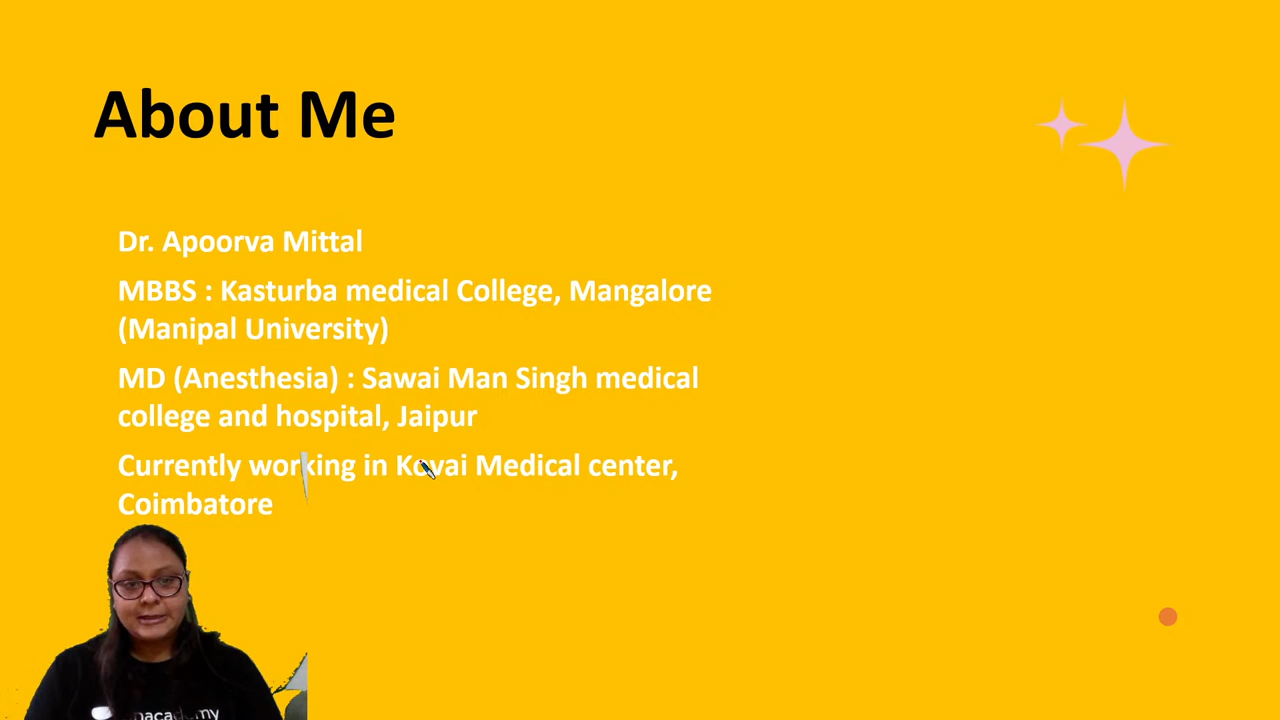 About Me
Dr. Apoorva Mittal
MBBS : Kasturba medical College, Mangalore
(Manipal University)
MD (Anesthesia) : Sawai Man Singh medical
college and hospital, Jaipur
Currently working in Kovai Medical center,
Coimbatore